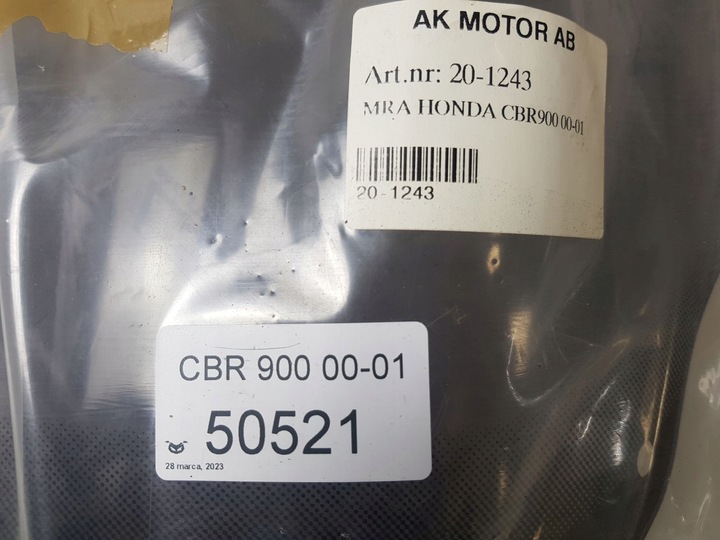 AK MOTOR AB
Art.nr: 20-1243
MRA HONDA CBR900 00-01
20-1243
CBR 900 00-01
50521
28 marca, 2023